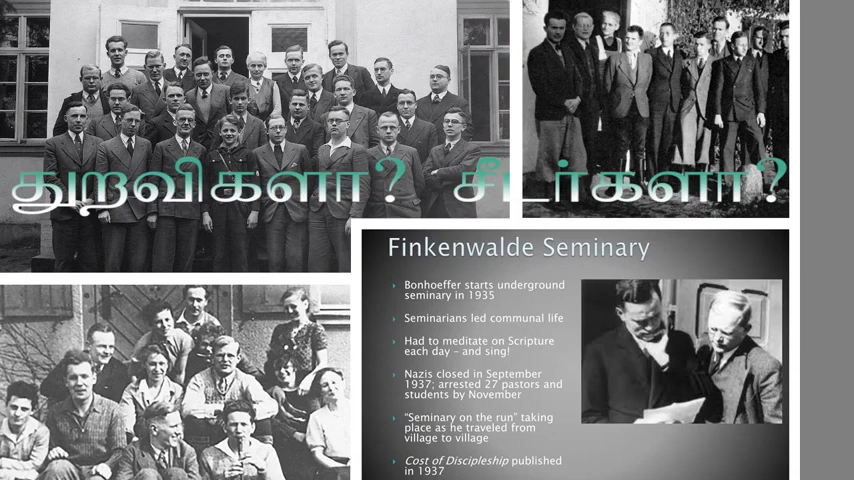 துறவிகளா? சீடர்களா?
Finkenwalde Seminary
Bonhoeffer starts underground
seminary in 1935
Seminarians led communal life
Had to meditate on Scripture
each day – and sing!
Nazis closed in September
1937; arrested 27 pastors and
students by November
“Seminary on the run” taking
place as he traveled from
village to village
Cost of Discipleship published
in 1937